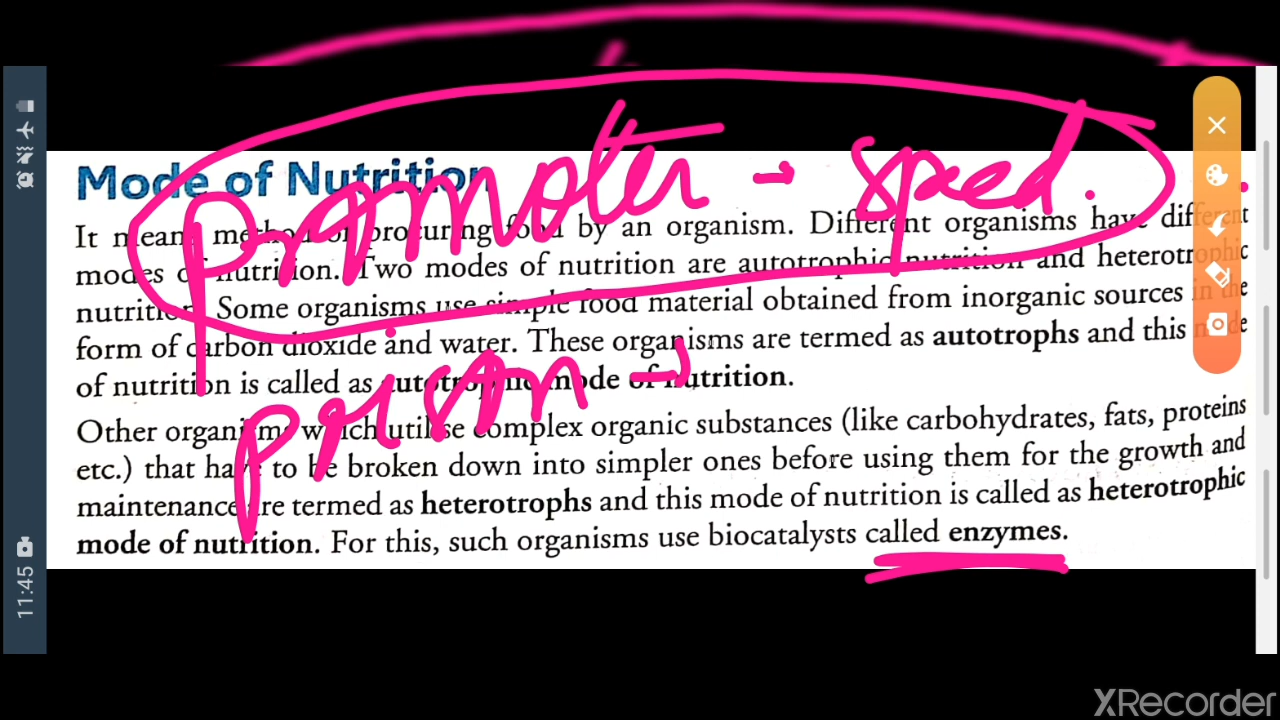 promoter → speed.
Mode of Nutrition
It means method of procuring food by an organism. Different organisms have different
modes of nutrition. Two modes of nutrition are autotrophic nutrition and heterotrophic
nutrition. Some organisms use simple food material obtained from inorganic sources in the
form of carbon dioxide and water. These organisms are termed as autotrophs and this mode
of nutrition is called as autotrophic mode of nutrition.
poison →
Other organisms which utilise complex organic substances (like carbohydrates, fats, proteins
etc.) that have to be broken down into simpler ones before using them for the growth and
maintenance are termed as heterotrophs and this mode of nutrition is called as heterotrophic
mode of nutrition. For this, such organisms use biocatalysts called enzymes.
11:45
XRecorder